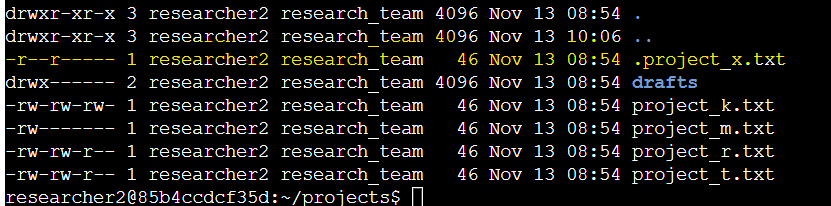 drwxr-xr-x 3 researcher2 research_team 4096 Nov 13 08:54 .
drwxr-xr-x 3 researcher2 research_team 4096 Nov 13 10:06 ..
-r--r----- 1 researcher2 research_team   46 Nov 13 08:54 .project_x.txt
drwx------ 2 researcher2 research_team 4096 Nov 13 08:54 drafts
-rw-rw-rw- 1 researcher2 research_team   46 Nov 13 08:54 project_k.txt
-rw------- 1 researcher2 research_team   46 Nov 13 08:54 project_m.txt
-rw-rw-r-- 1 researcher2 research_team   46 Nov 13 08:54 project_r.txt
-rw-rw-r-- 1 researcher2 research_team   46 Nov 13 08:54 project_t.txt
researcher2@85b4ccdcf35d:~/projects$